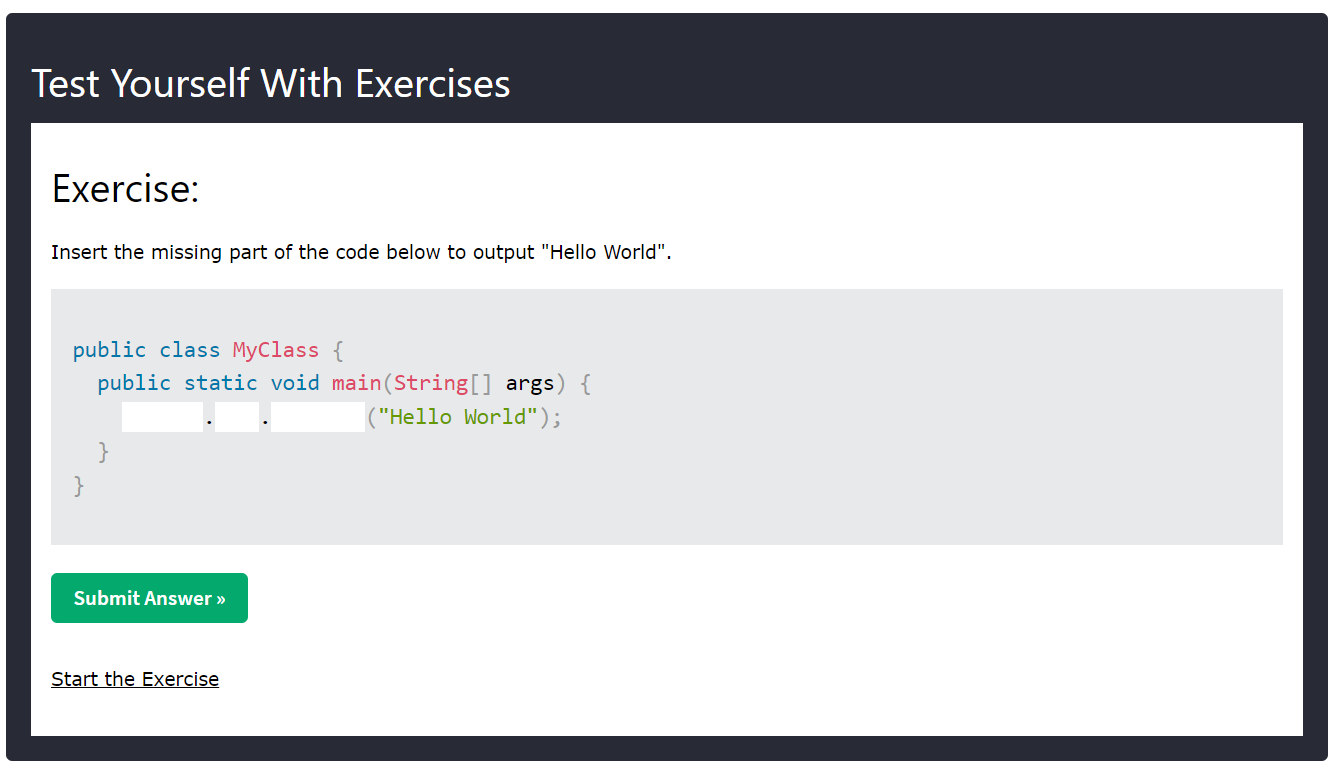 Test Yourself With Exercises
Exercise:
Insert the missing part of the code below to output "Hello World".
public class MyClass {
  public static void main(String[] args) {
    . . ("Hello World");
  }
}
Submit Answer »
Start the Exercise